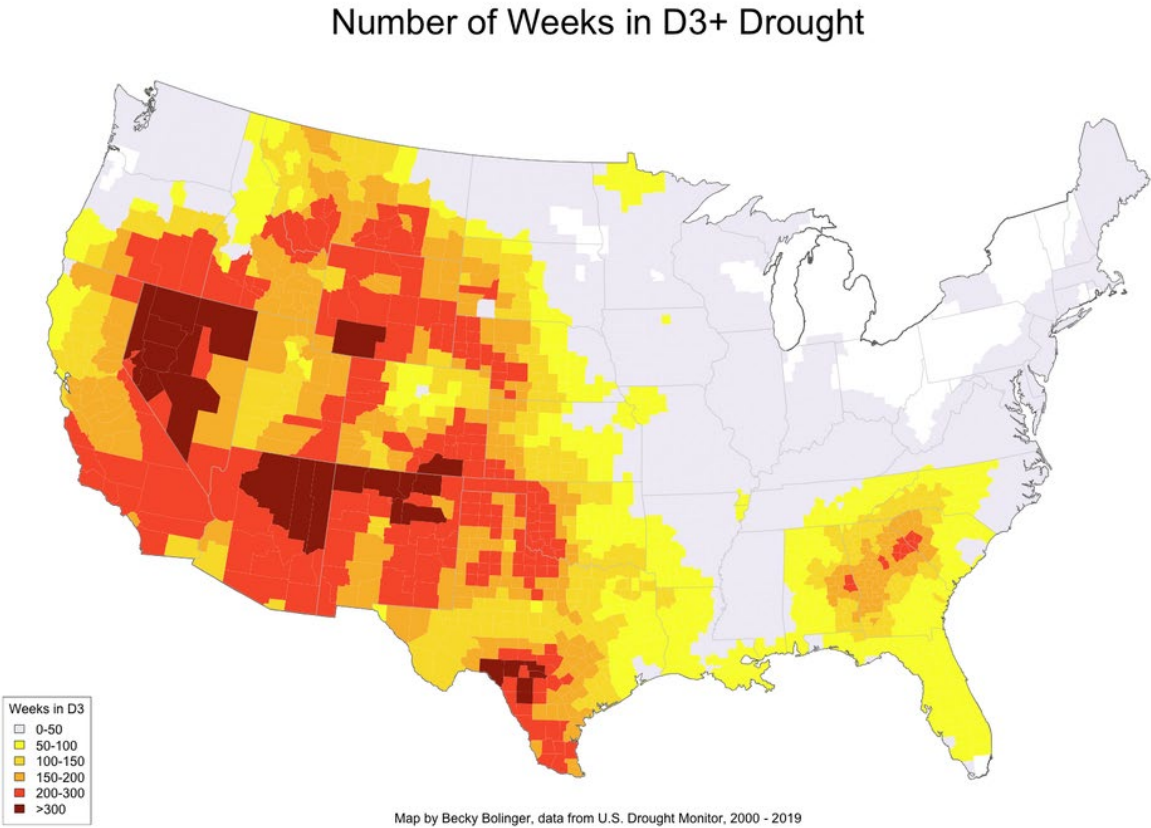 Number of Weeks in D3+ Drought
Weeks in D3
0-50
50-100
100-150
150-200
200-300
>300
Map by Becky Bolinger, data from U.S. Drought Monitor, 2000 - 2019